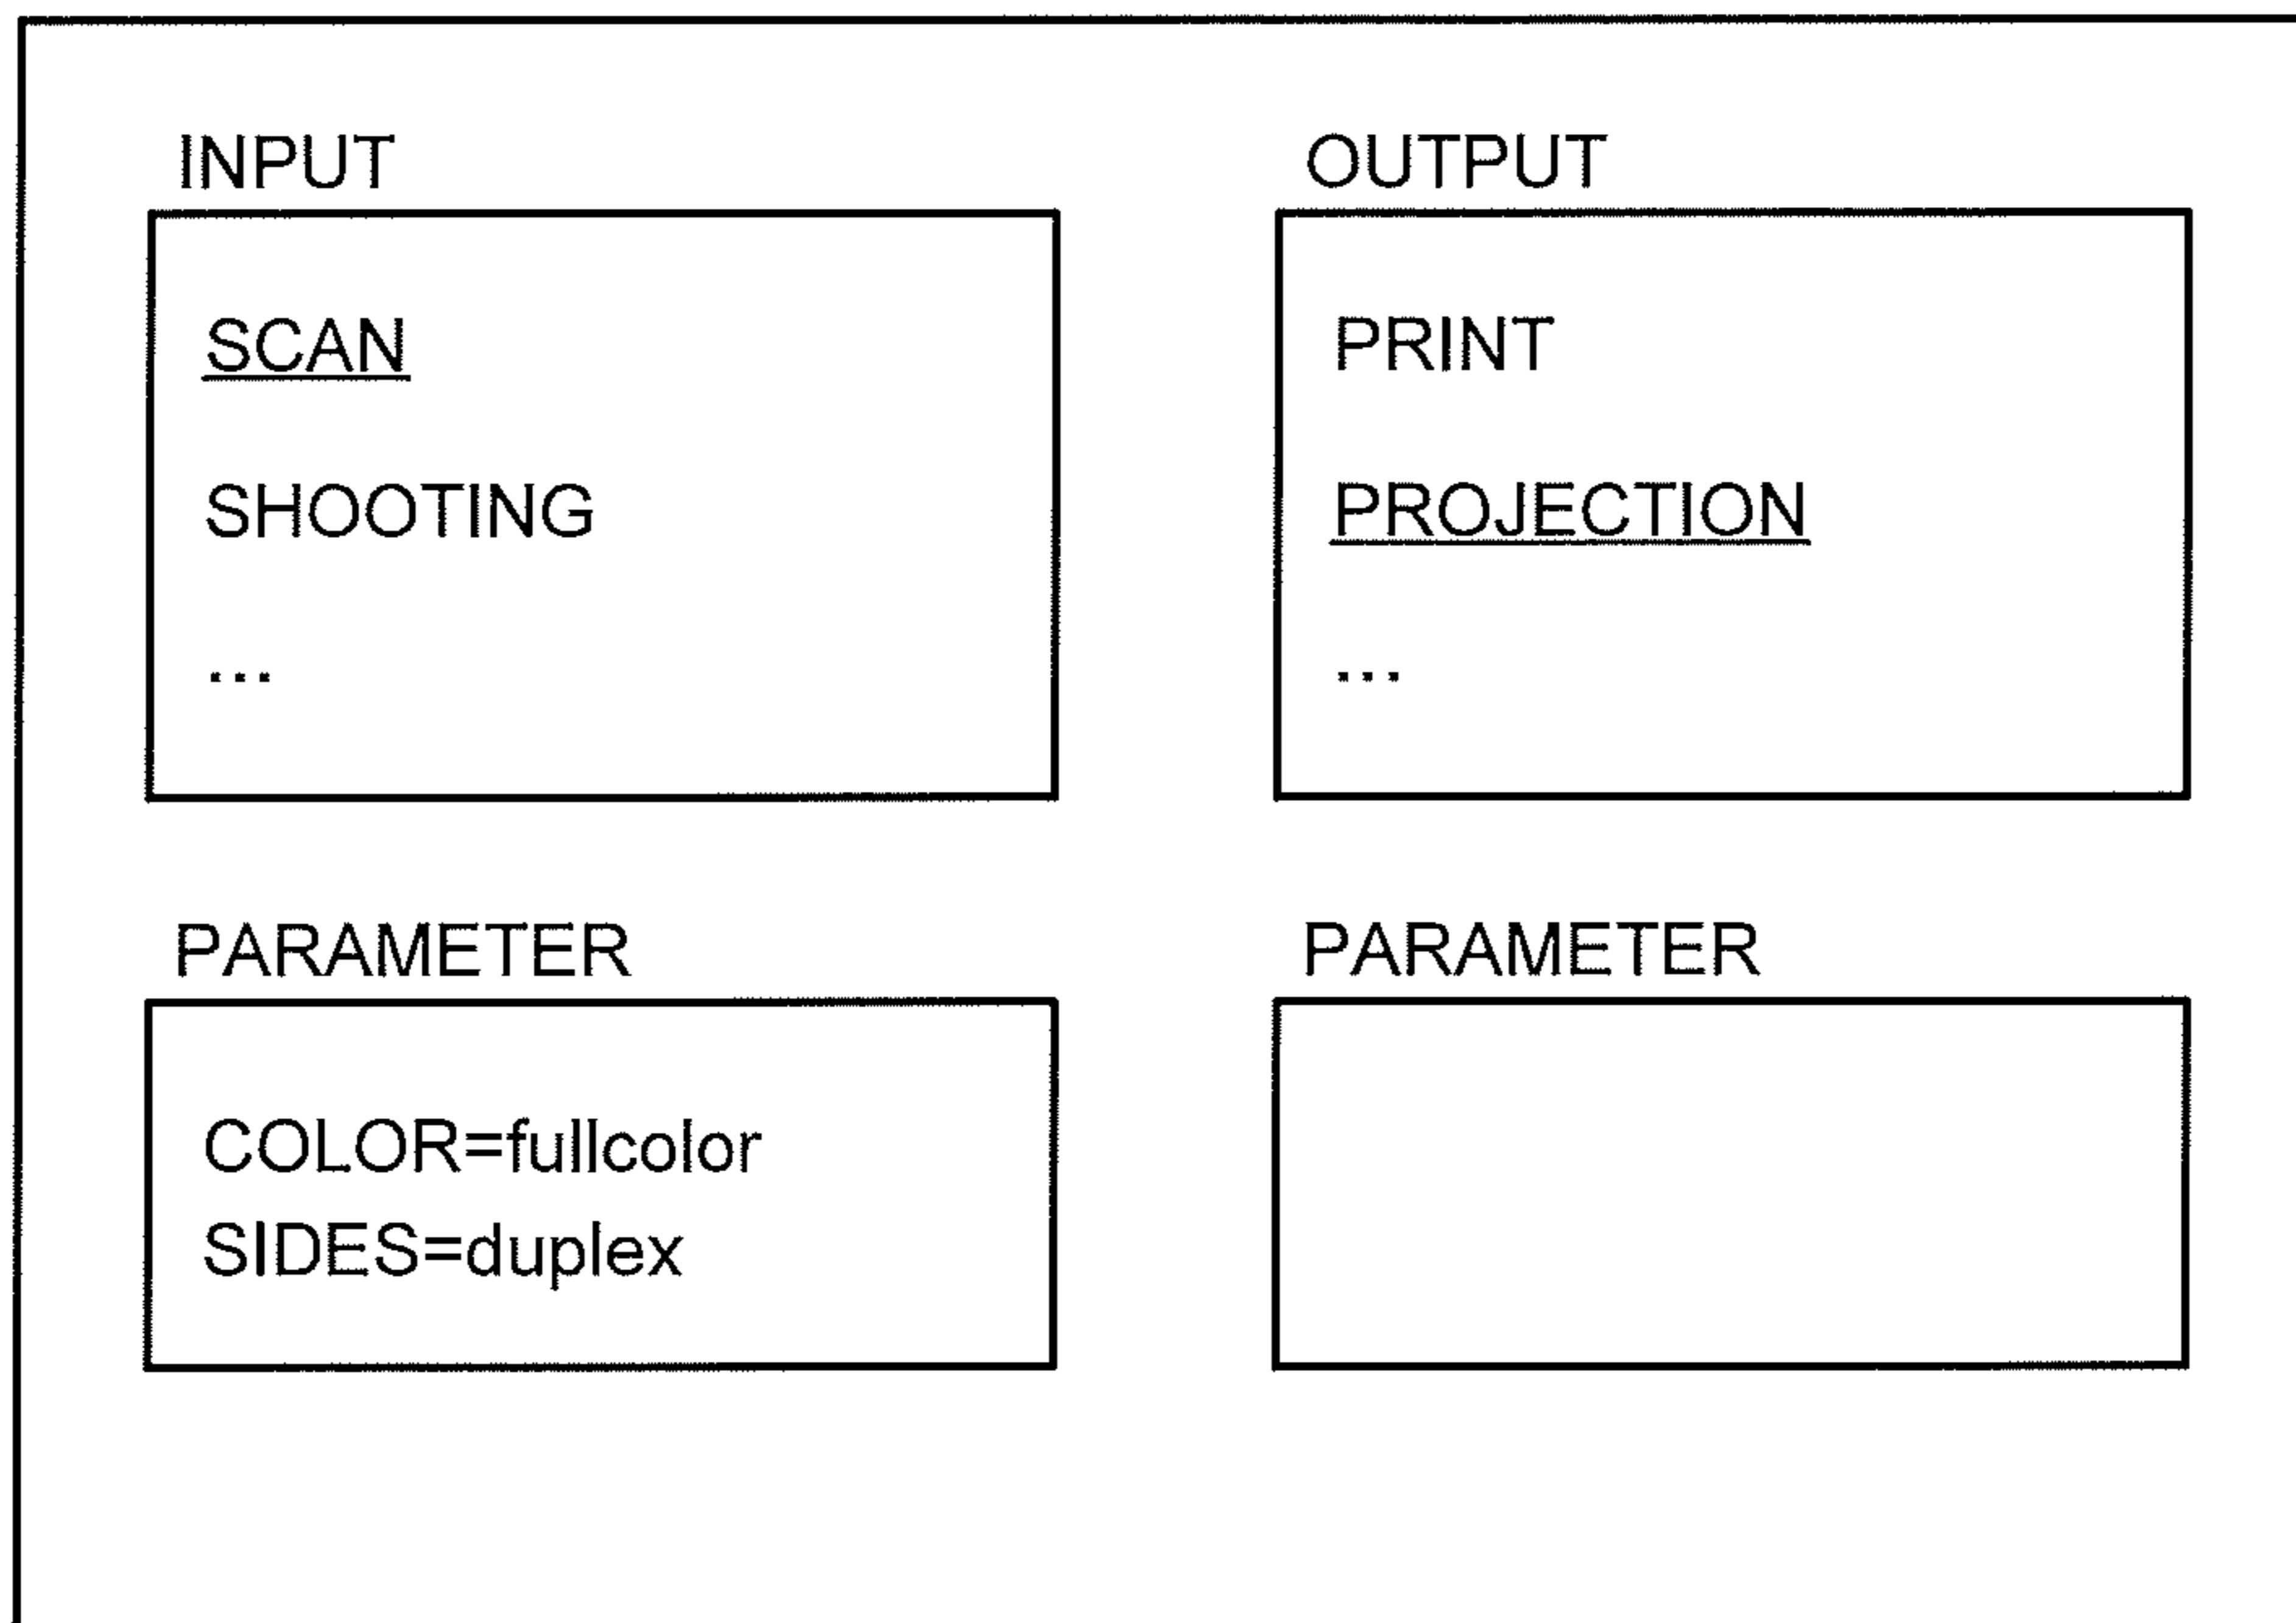 INPUT
SCAN
SHOOTING
...
OUTPUT
PRINT
PROJECTION
...
PARAMETER
COLOR=fullcolor
SIDES=duplex
PARAMETER